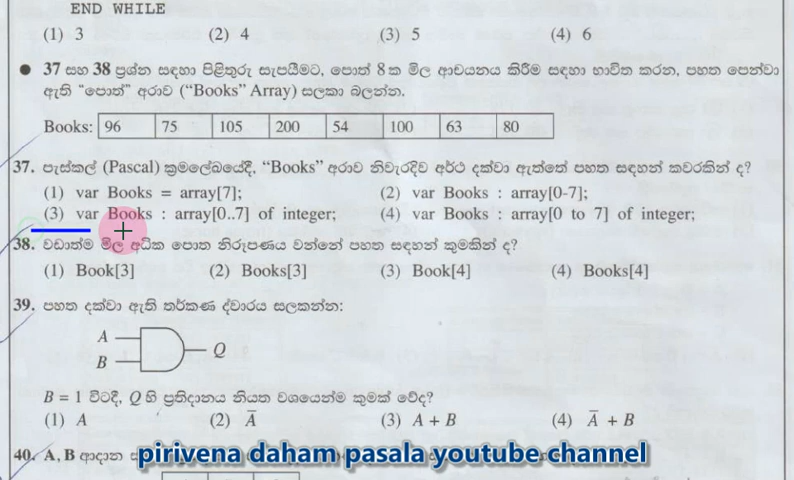 END WHILE
(1) 3 (2) 4 (3) 5 (4) 6
● 37 සහ 38 ප්‍රශ්න සඳහා පිළිතුරු සැපයීමට, පොත් 8 ක මිල ආචයනය කිරීම සඳහා භාවිත කරන, පහත පෙන්වා
ඇති "පොත්" අරාව ("Books" Array) සලකා බලන්න.
Books: 96 75 105 200 54 100 63 80
37. පැස්කල් (Pascal) ක්‍රමලේඛයේදී, "Books" අරාව නිවැරදිව අර්ථ දක්වා ඇත්තේ පහත සඳහන් කවරකින් ද?
(1) var Books = array[7]; (2) var Books : array[0-7];
(3) var Books : array[0..7] of integer; (4) var Books : array[0 to 7] of integer;
38. වඩාත්ම මිල අධික පොත නිරූපණය වන්නේ පහත සඳහන් කුමකින් ද?
(1) Book[3] (2) Books[3] (3) Book[4] (4) Books[4]
39. පහත දක්වා ඇති තර්කණ ද්වාරය සලකන්න:
A
B
Q
B = 1 විටදී, Q හි ප්‍රතිදානය නියත වශයෙන්ම කුමක් වේද?
(1) A (2) A̅ (3) A + B (4) A̅ + B
40. A, B ආදාන
pirivena daham pasala youtube channel